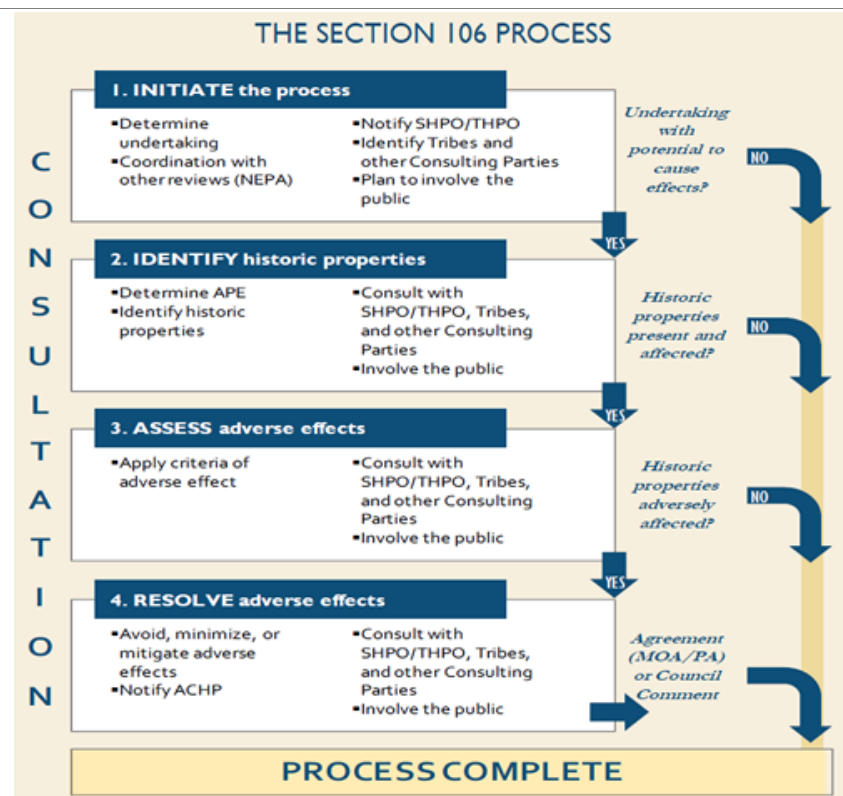 THE SECTION 106 PROCESS
CONSULTATION
1. INITIATE the process
▪Determine
undertaking
▪Coordination with
other reviews (NEPA)
▪Notify SHPO/THPO
▪Identify Tribes and
other Consulting Parties
▪Plan to involve the
public
Undertaking
with
potential to
cause
effects?
NO
YES
2. IDENTIFY historic properties
▪Determine APE
▪Identify historic
properties
▪Consult with
SHPO/THPO, Tribes,
and other Consulting
Parties
▪Involve the public
Historic
properties
present and
affected?
NO
YES
3. ASSESS adverse effects
▪Apply criteria of
adverse effect
▪Consult with
SHPO/THPO, Tribes,
and other Consulting
Parties
▪Involve the public
Historic
properties
adversely
affected?
NO
YES
4. RESOLVE adverse effects
▪Avoid, minimize, or
mitigate adverse
effects
▪Notify ACHP
▪Consult with
SHPO/THPO, Tribes,
and other Consulting
Parties
▪Involve the public
Agreement
(MOA/PA)
or Council
Comment
PROCESS COMPLETE